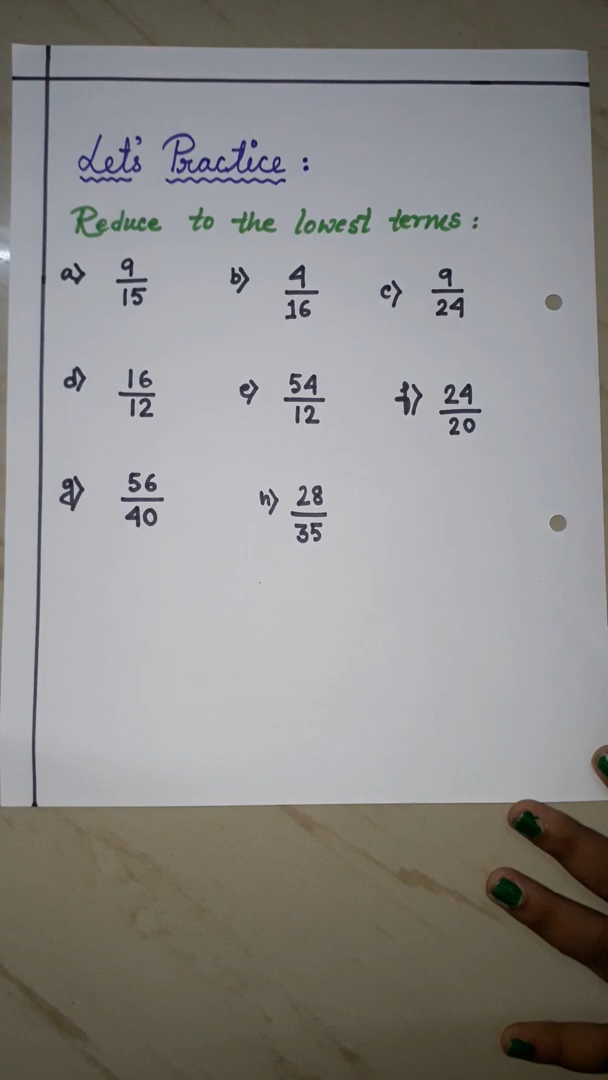 Let's Practice :
Reduce to the lowest terms :
a) 9/15 b) 4/16 c) 9/24
d) 16/12 e) 54/12 f) 24/20
g) 56/40 h) 28/35